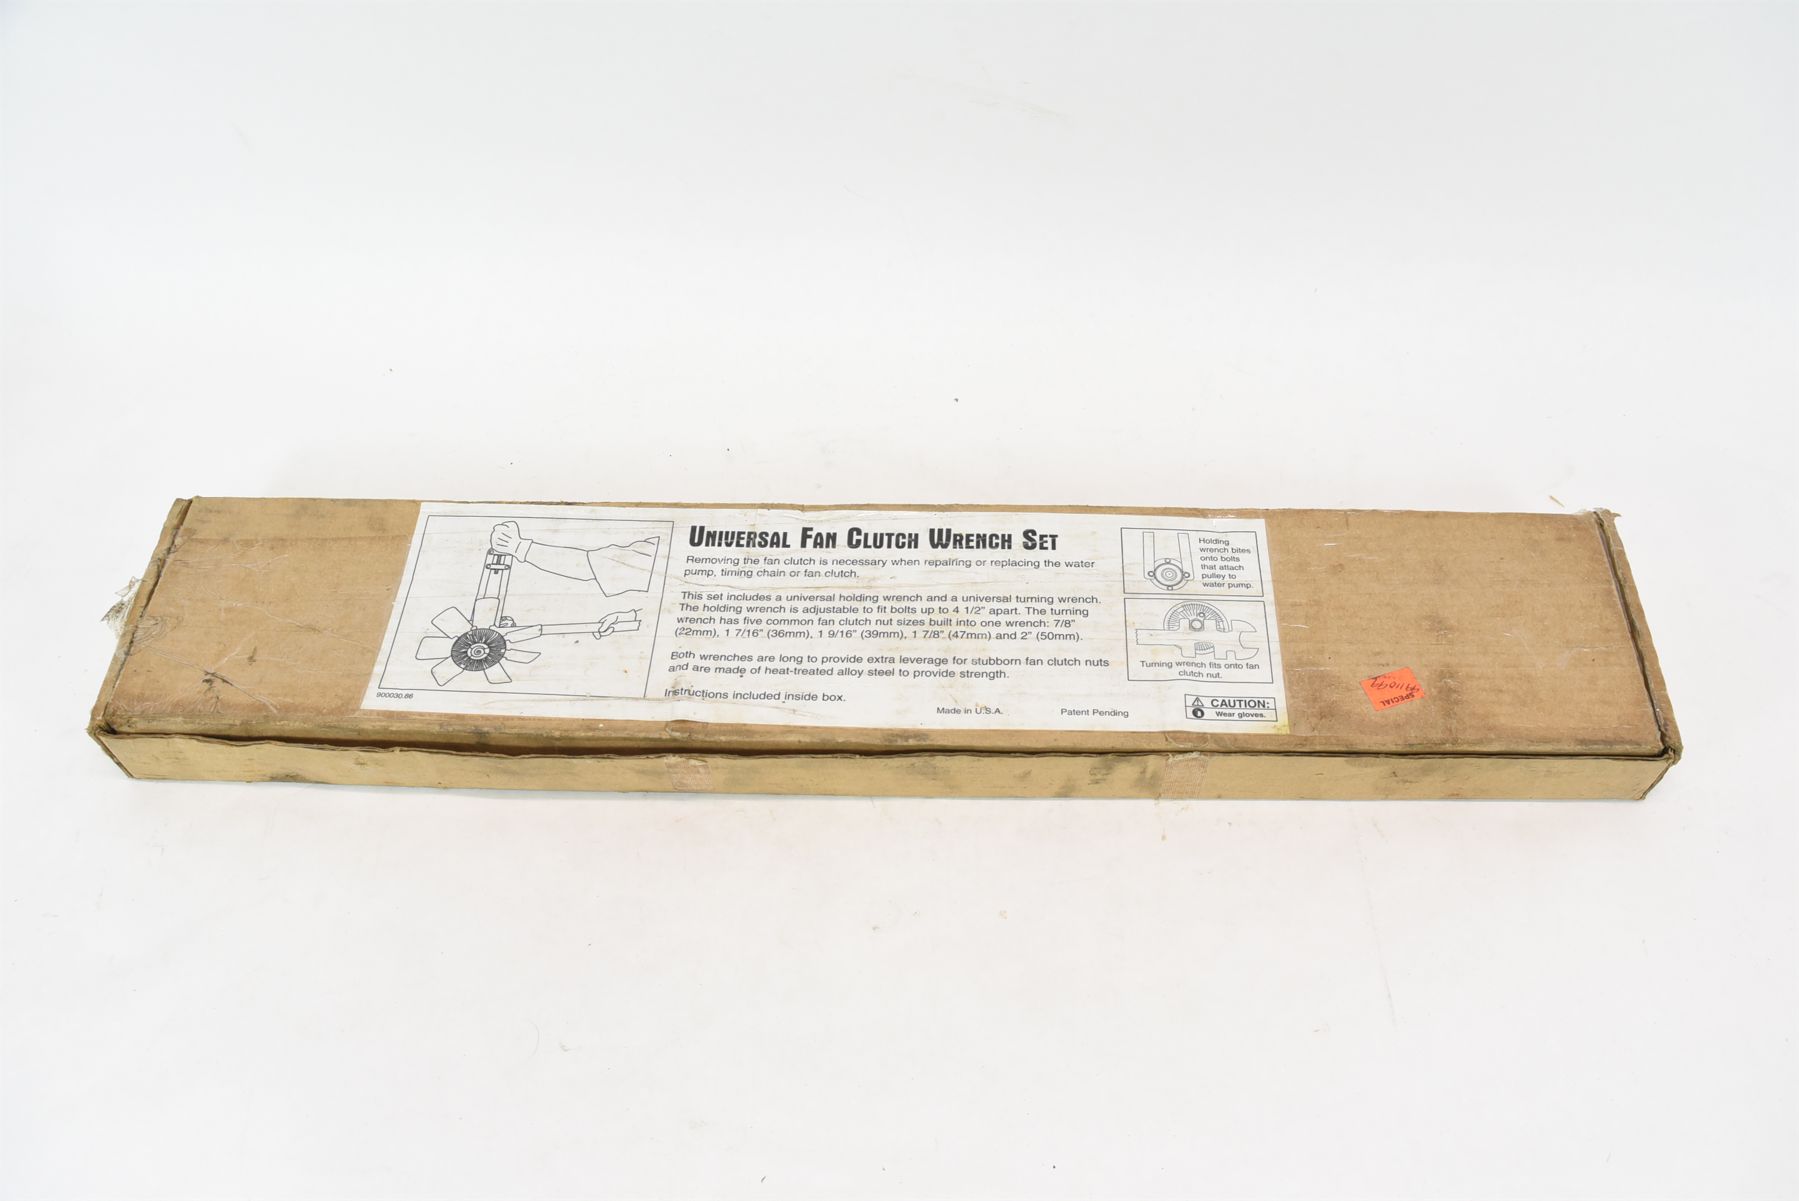 UNIVERSAL FAN CLUTCH WRENCH SET
Removing the fan clutch is necessary when repairing or replacing the water
pump, timing chain or fan clutch.
This set includes a universal holding wrench and a universal turning wrench.
The holding wrench is adjustable to fit bolts up to 4 1/2" apart. The turning
wrench has five common fan clutch nut sizes built into one wrench: 7/8"
(22mm), 1 7/16" (36mm), 1 9/16" (39mm), 1 7/8" (47mm) and 2" (50mm).
Both wrenches are long to provide extra leverage for stubborn fan clutch nuts
and are made of heat-treated alloy steel to provide strength.
Instructions included inside box.
Made in U.S.A. Patent Pending
900030.86
Holding
wrench bites
onto bolts
that attach
pulley to
water pump.
Turning wrench fits onto fan
clutch nut.
CAUTION:
Wear gloves.
SPECIAL